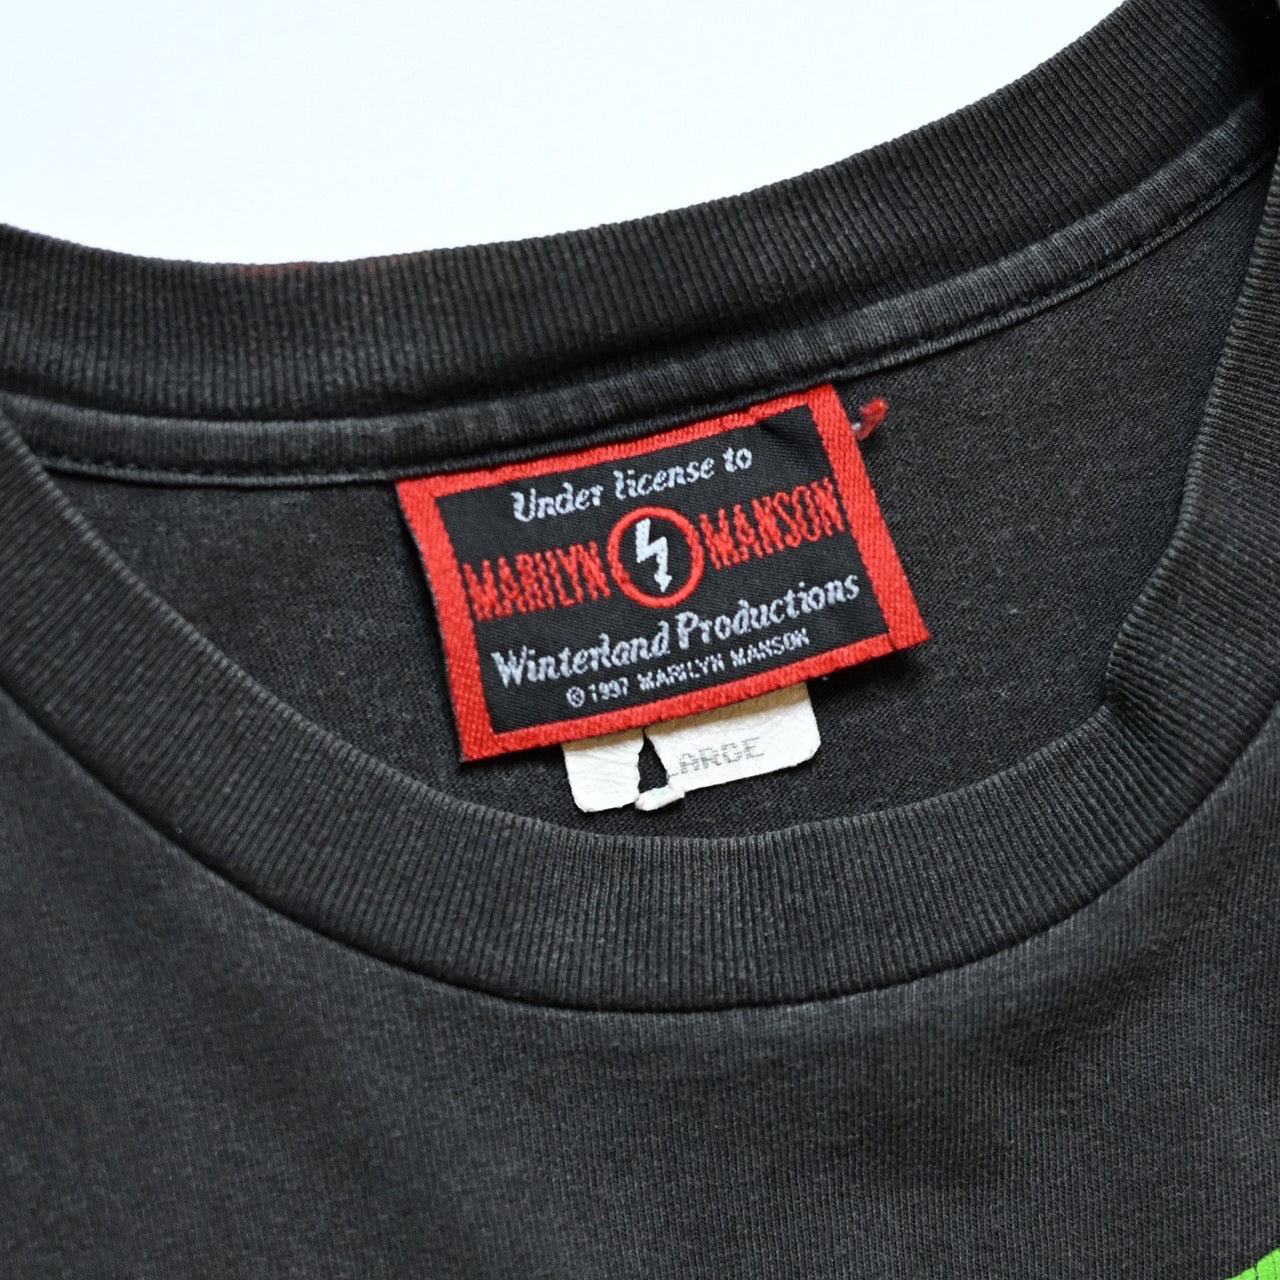 Under license to
MARILYN MANSON
Winterland Productions
© 1997 MARILYN MANSON
LARGE